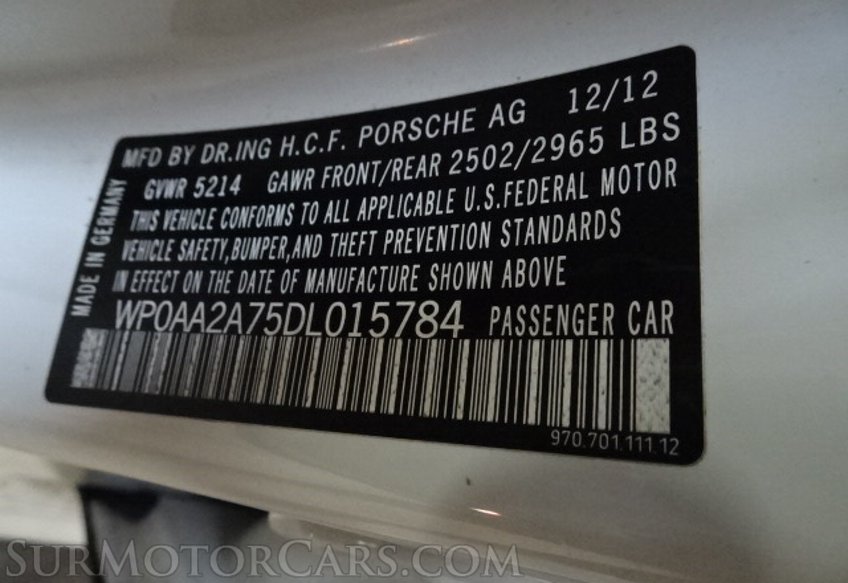 MFD BY DR.ING H.C.F. PORSCHE AG 12/12
GVWR 5214 GAWR FRONT/REAR 2502/2965 LBS
THIS VEHICLE CONFORMS TO ALL APPLICABLE U.S.FEDERAL MOTOR
VEHICLE SAFETY,BUMPER,AND THEFT PREVENTION STANDARDS
IN EFFECT ON THE DATE OF MANUFACTURE SHOWN ABOVE
MADE IN GERMANY
WP0AA2A75DL015784 PASSENGER CAR
970.701.111.12
SURMOTORCARS.COM